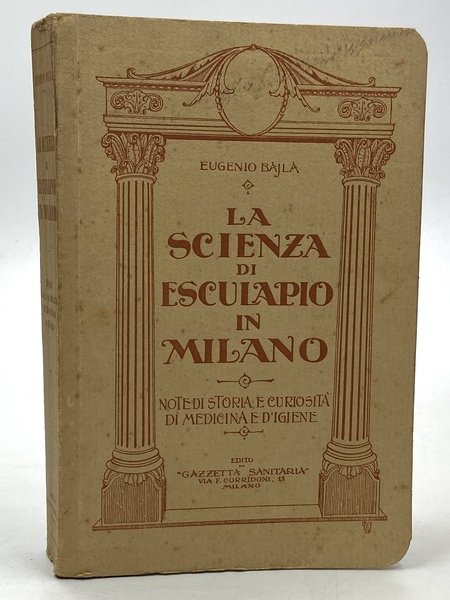 EUGENIO BAJLA
LA
SCIENZA
DI
ESCULAPIO
IN
MILANO
NOTE DI STORIA E CURIOSITÀ
DI MEDICINA E D'IGIENE
EDITO
"GAZZETTA SANITARIA"
VIA F. CORRIDONI, 11
MILANO